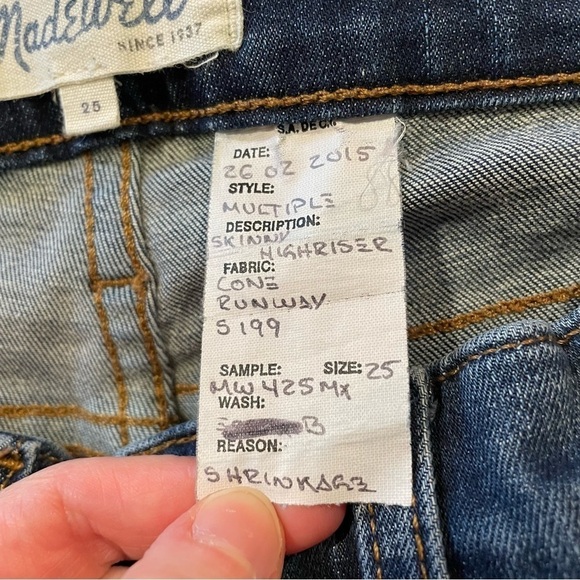 Madewell
SINCE 1937
25
S.A. DE C.V.
DATE:
26 02 2015
STYLE:
MULTIPLE
DESCRIPTION:
SKINNY
HIGHRISER
FABRIC:
CONE
RUNWAY
S199
SAMPLE: SIZE: 25
MW425MX
WASH:
B
REASON:
SHRINKAGE